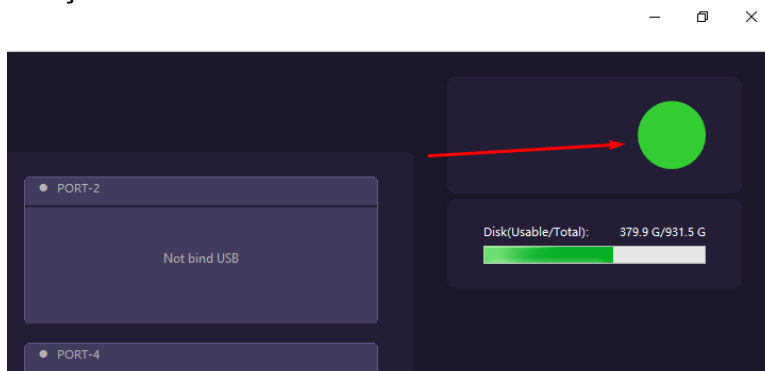 PORT-2
Not bind USB
Disk(Usable/Total): 379.9 G/931.5 G
PORT-4